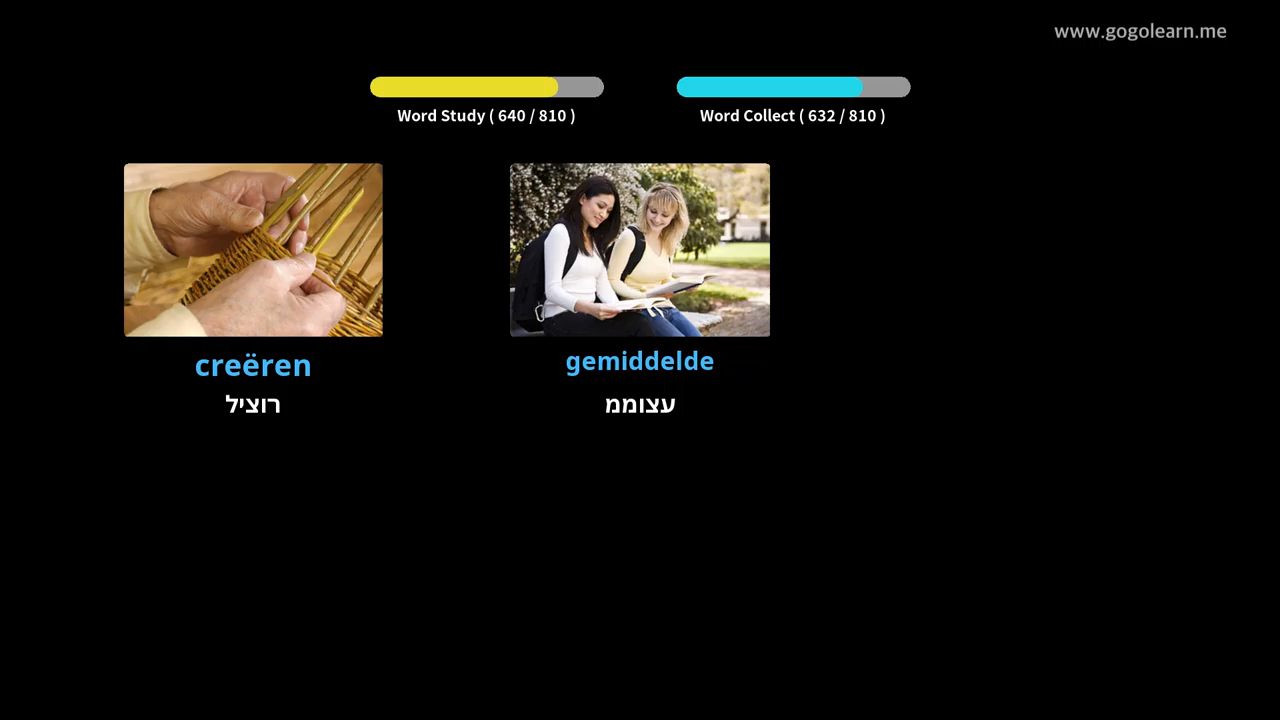 www.gogolearn.me
Word Study ( 640 / 810 )
Word Collect ( 632 / 810 )
creëren
רוציל
gemiddelde
עצוממ